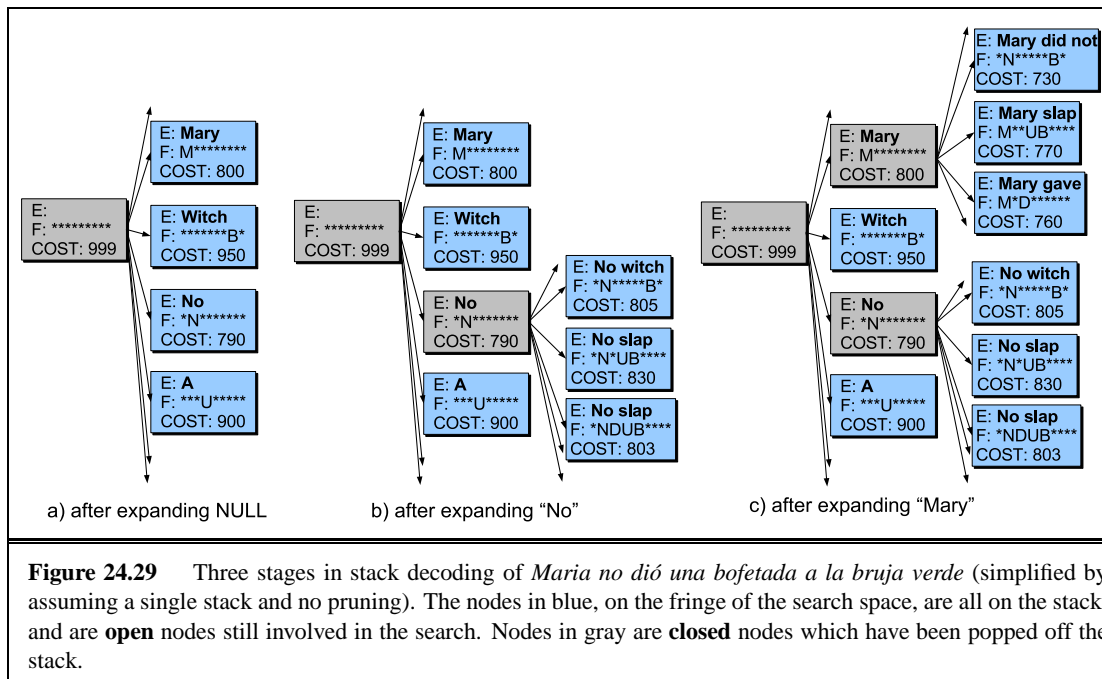 E:
F: *********
COST: 999
E: Mary
F: M********
COST: 800
E: Witch
F: *******B*
COST: 950
E: No
F: *N*******
COST: 790
E: A
F: ***U*****
COST: 900
a) after expanding NULL
E:
F: *********
COST: 999
E: Mary
F: M********
COST: 800
E: Witch
F: *******B*
COST: 950
E: No
F: *N*******
COST: 790
E: A
F: ***U*****
COST: 900
E: No witch
F: *N*****B*
COST: 805
E: No slap
F: *N*UB****
COST: 830
E: No slap
F: *NDUB****
COST: 803
b) after expanding “No”
E:
F: *********
COST: 999
E: Mary
F: M********
COST: 800
E: Witch
F: *******B*
COST: 950
E: No
F: *N*******
COST: 790
E: A
F: ***U*****
COST: 900
E: Mary did not
F: *N*****B*
COST: 730
E: Mary slap
F: M**UB****
COST: 770
E: Mary gave
F: M*D******
COST: 760
E: No witch
F: *N*****B*
COST: 805
E: No slap
F: *N*UB****
COST: 830
E: No slap
F: *NDUB****
COST: 803
c) after expanding “Mary”
Figure 24.29 Three stages in stack decoding of Maria no dió una bofetada a la bruja verde (simplified by
assuming a single stack and no pruning). The nodes in blue, on the fringe of the search space, are all on the stack
and are open nodes still involved in the search. Nodes in gray are closed nodes which have been popped off the
stack.